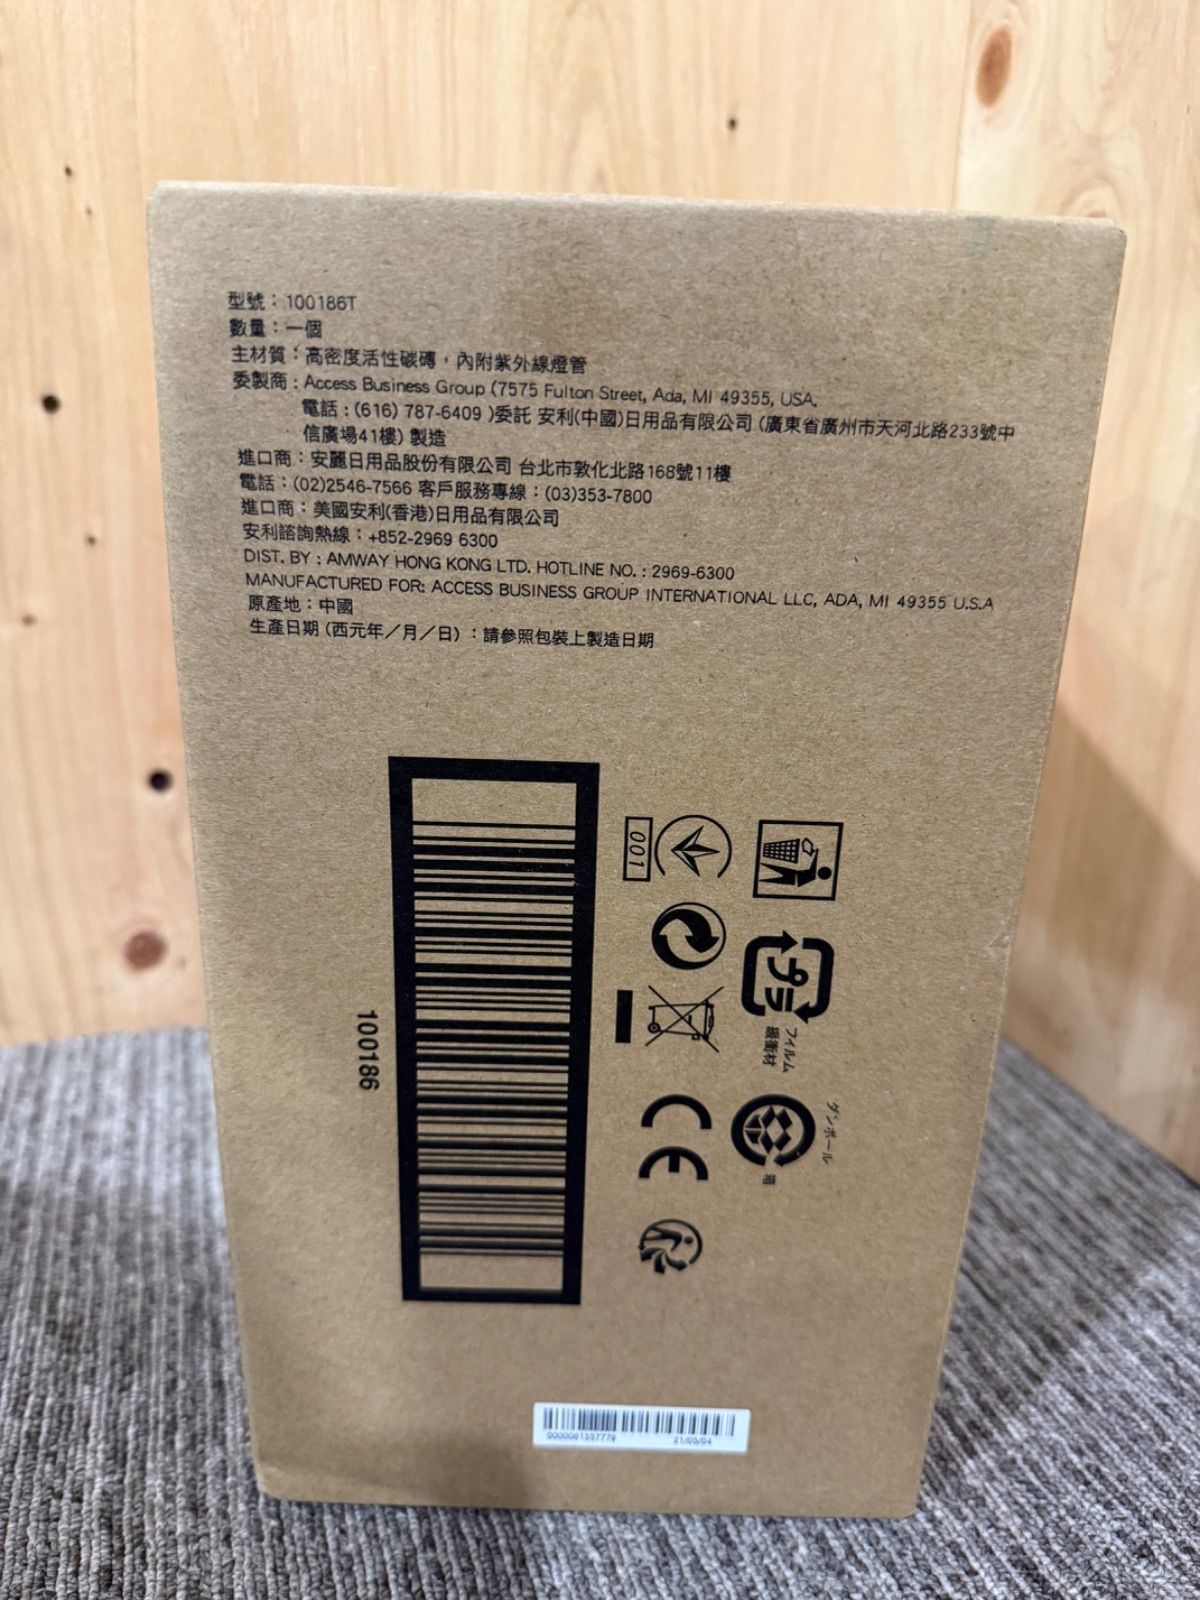 型號：100186T
數量：一個
主材質：高密度活性碳磚，內附紫外線燈管
委製商：Access Business Group (7575 Fulton Street, Ada, MI 49355, USA.
電話：(616) 787-6409 )委託 安利(中國)日用品有限公司 (廣東省廣州市天河北路233號中
信廣場41樓) 製造
進口商：安麗日用品股份有限公司 台北市敦化北路168號11樓
電話：(02)2546-7566 客戶服務專線：(03)353-7800
進口商：美國安利(香港)日用品有限公司
安利諮詢熱線：+852-2969 6300
DIST. BY : AMWAY HONG KONG LTD. HOTLINE NO. : 2969-6300
MANUFACTURED FOR: ACCESS BUSINESS GROUP INTERNATIONAL LLC, ADA, MI 49355 U.S.A
原產地：中國
生產日期 (西元年／月／日) ：請參照包裝上製造日期
100186
001
プラ
フィルム
緩衝材
ダンボール
箱
CE
0000061557779
21/05/04